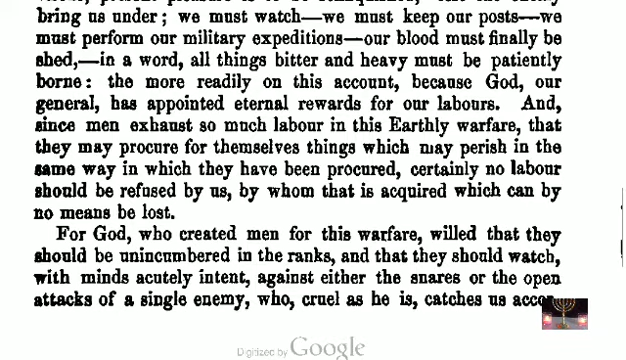 bring us under; we must watch—we must keep our posts—we
must perform our military expeditions—our blood must finally be
shed,—in a word, all things bitter and heavy must be patiently
borne: the more readily on this account, because God, our
general, has appointed eternal rewards for our labours. And,
since men exhaust so much labour in this Earthly warfare, that
they may procure for themselves things which may perish in the
same way in which they have been procured, certainly no labour
should be refused by us, by whom that is acquired which can by
no means be lost.
For God, who created men for this warfare, willed that they
should be unincumbered in the ranks, and that they should watch,
with minds acutely intent, against either the snares or the open
attacks of a single enemy, who, cruel as he is, catches us
Digitized by Google